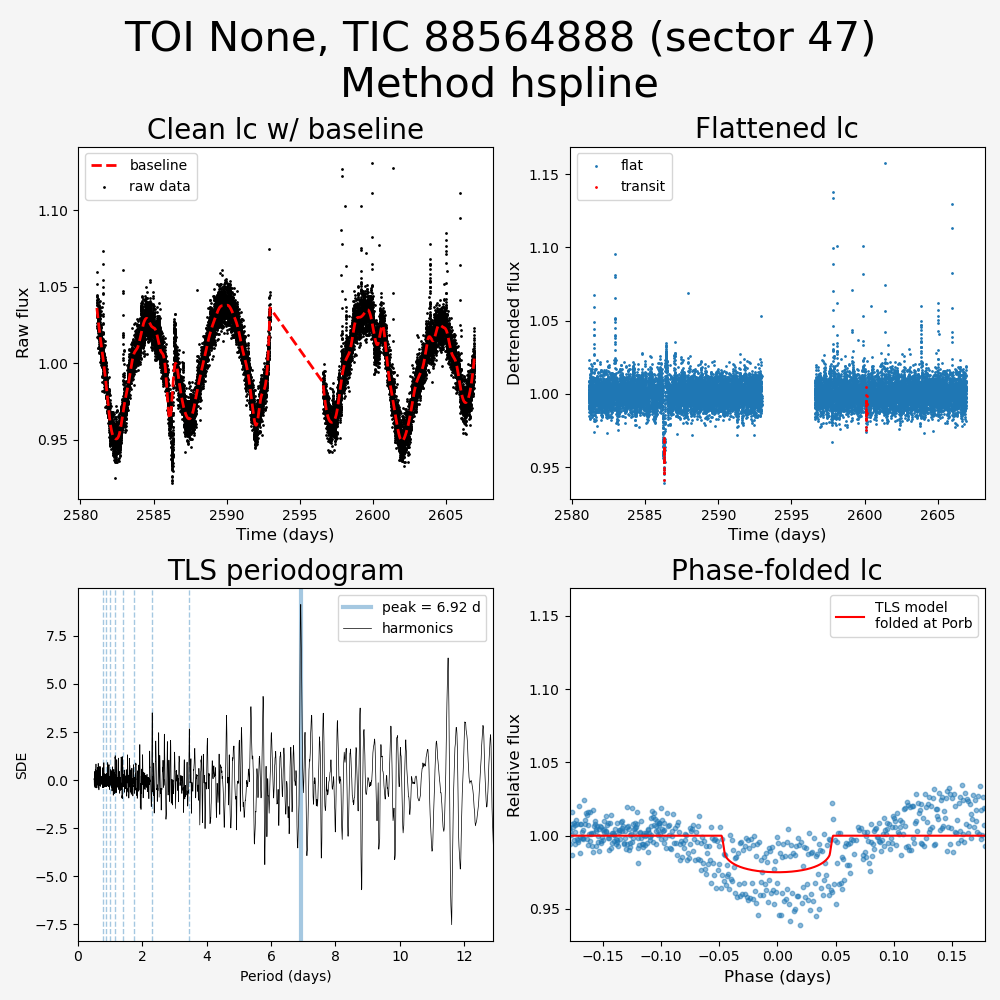 TOI None, TIC 88564888 (sector 47)
Method hspline
Clean lc w/ baseline
baseline
raw data
Raw flux
1.10
1.05
1.00
0.95
2580 2585 2590 2595 2600 2605
Time (days)
Flattened lc
flat
transit
Detrended flux
1.15
1.10
1.05
1.00
0.95
2580 2585 2590 2595 2600 2605
Time (days)
TLS periodogram
peak = 6.92 d
harmonics
SDE
7.5
5.0
2.5
0.0
−2.5
−5.0
−7.5
0 2 4 6 8 10 12
Period (days)
Phase-folded lc
TLS model
folded at Porb
Relative flux
1.15
1.10
1.05
1.00
0.95
−0.15 −0.10 −0.05 0.00 0.05 0.10 0.15
Phase (days)